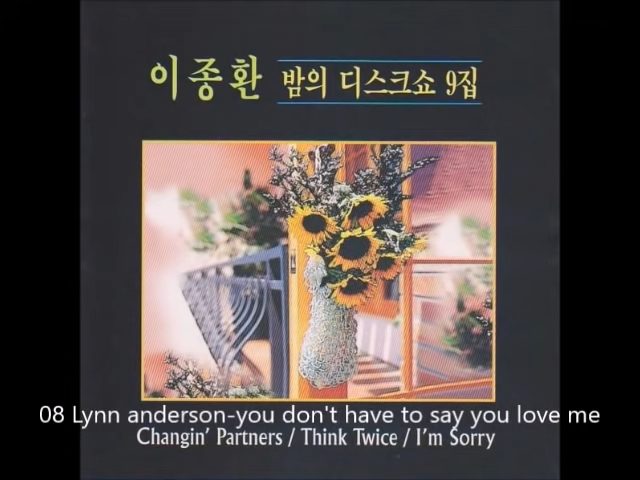 이종환 밤의 디스크쇼 9집
08 Lynn anderson-you don't have to say you love me
Changin' Partners / Think Twice / I'm Sorry